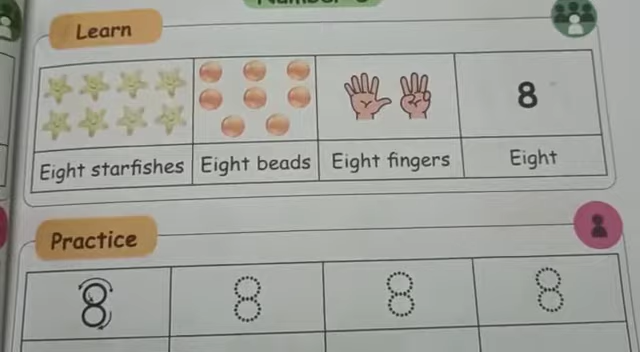 Learn
8
Eight starfishes Eight beads Eight fingers Eight
Practice
8 8 8 8